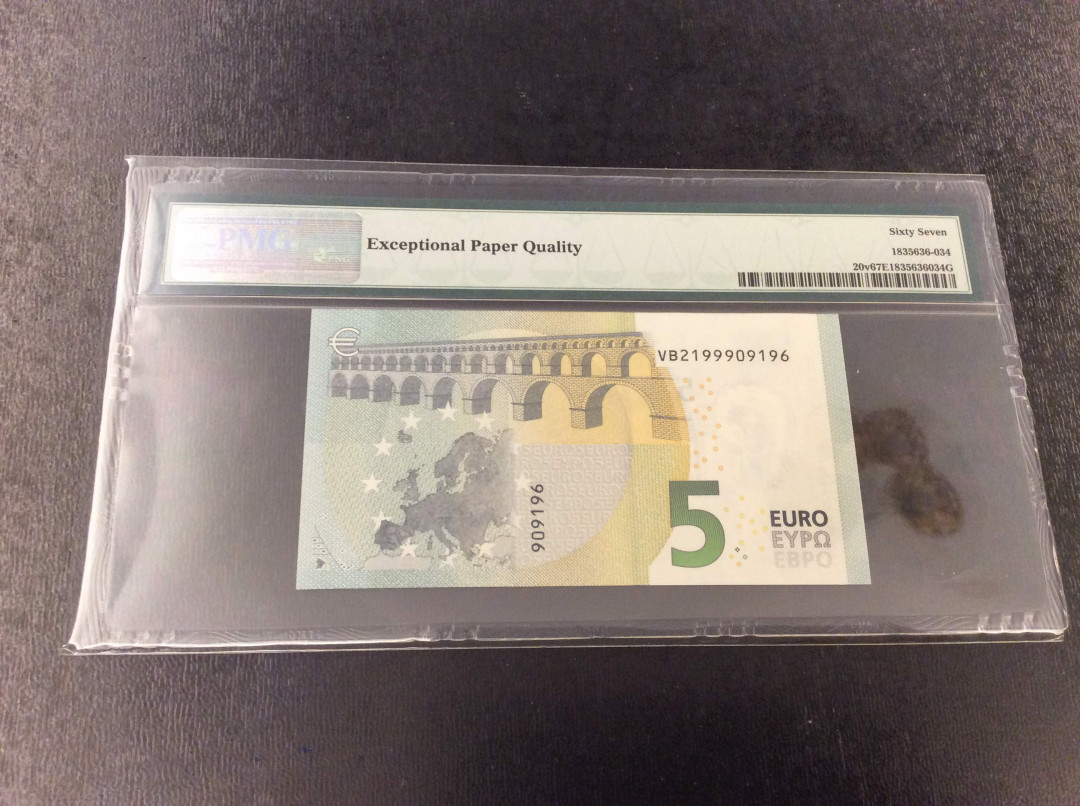 PMG
Exceptional Paper Quality
Sixty Seven
1835636-034
20v67E1835636034G
€
VB2199909196
909196
5
EURO
ΕΥΡΩ
ЕВРО